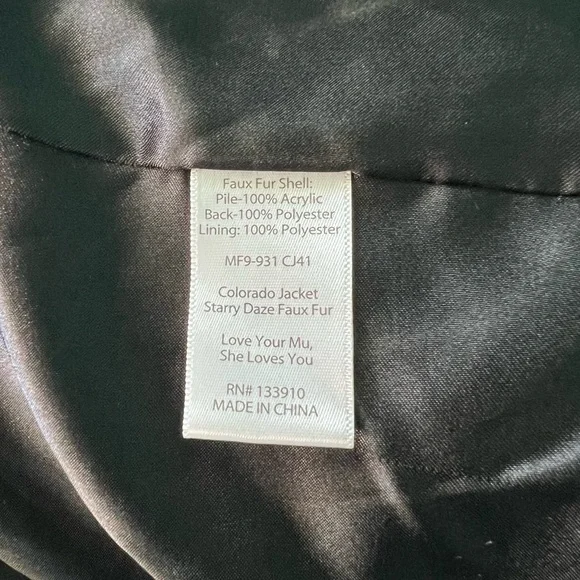 Faux Fur Shell:
Pile-100% Acrylic
Back-100% Polyester
Lining: 100% Polyester
MF9-931 CJ41
Colorado Jacket
Starry Daze Faux Fur
Love Your Mu,
She Loves You
RN# 133910
MADE IN CHINA